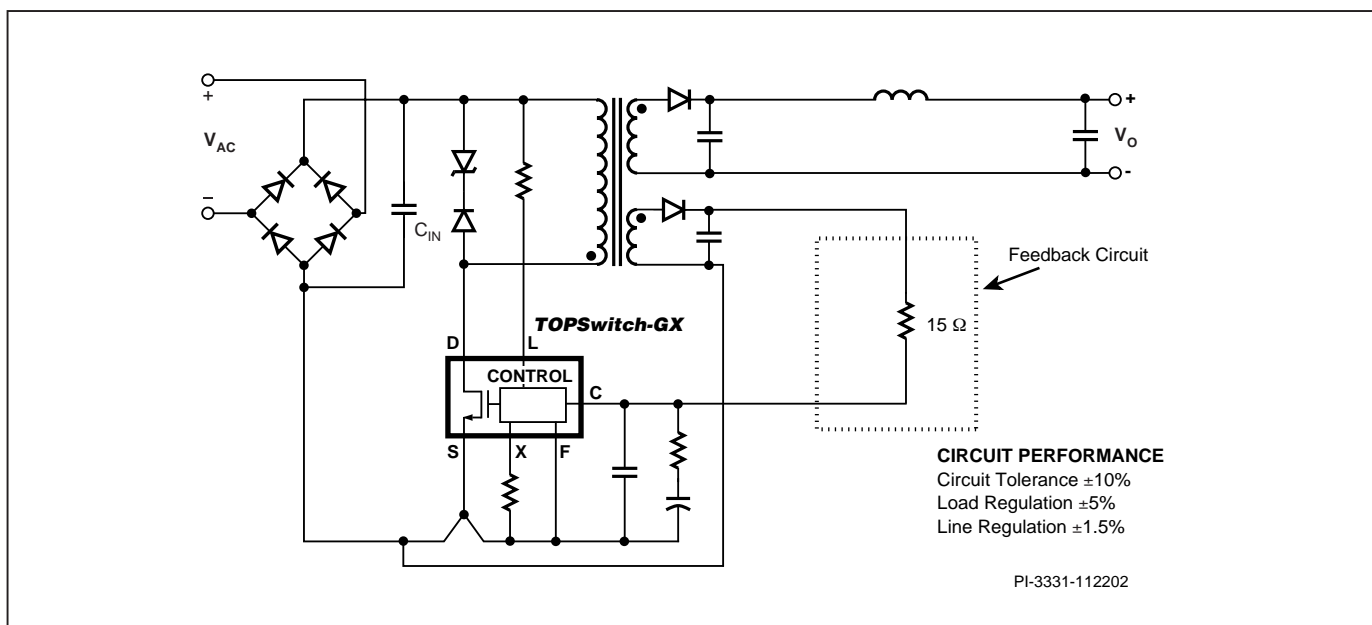 +
V_AC
–
C_IN
+
V_O
-
Feedback Circuit
15 Ω
TOPSwitch-GX
D
L
CONTROL
C
S
X
F
CIRCUIT PERFORMANCE
Circuit Tolerance ±10%
Load Regulation ±5%
Line Regulation ±1.5%
PI-3331-112202